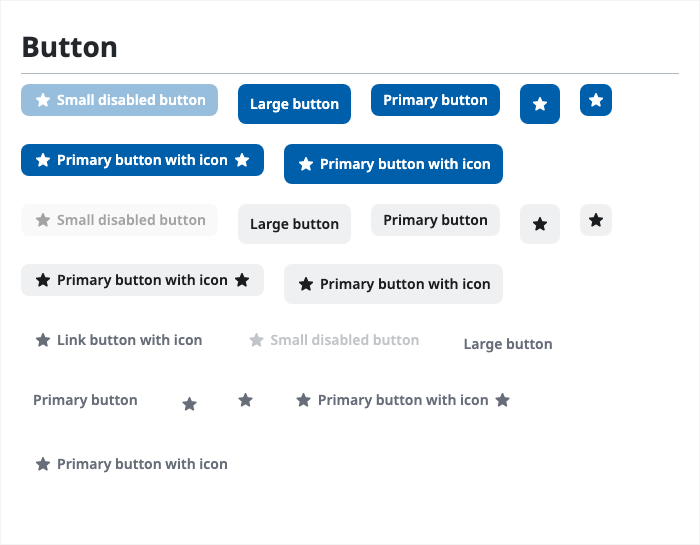 Button
Small disabled button Large button Primary button
Primary button with icon Primary button with icon
Small disabled button Large button Primary button
Primary button with icon Primary button with icon
Link button with icon Small disabled button Large button
Primary button Primary button with icon
Primary button with icon